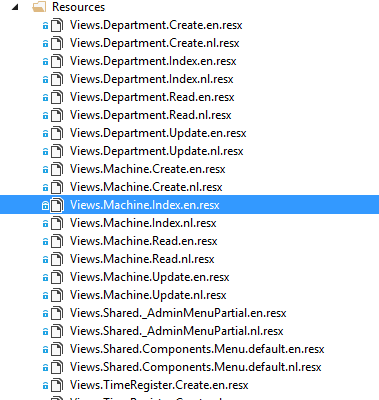 Resources
Views.Department.Create.en.resx
Views.Department.Create.nl.resx
Views.Department.Index.en.resx
Views.Department.Index.nl.resx
Views.Department.Read.en.resx
Views.Department.Read.nl.resx
Views.Department.Update.en.resx
Views.Department.Update.nl.resx
Views.Machine.Create.en.resx
Views.Machine.Create.nl.resx
Views.Machine.Index.en.resx
Views.Machine.Index.nl.resx
Views.Machine.Read.en.resx
Views.Machine.Read.nl.resx
Views.Machine.Update.en.resx
Views.Machine.Update.nl.resx
Views.Shared._AdminMenuPartial.en.resx
Views.Shared._AdminMenuPartial.nl.resx
Views.Shared.Components.Menu.default.en.resx
Views.Shared.Components.Menu.default.nl.resx
Views.TimeRegister.Create.en.resx